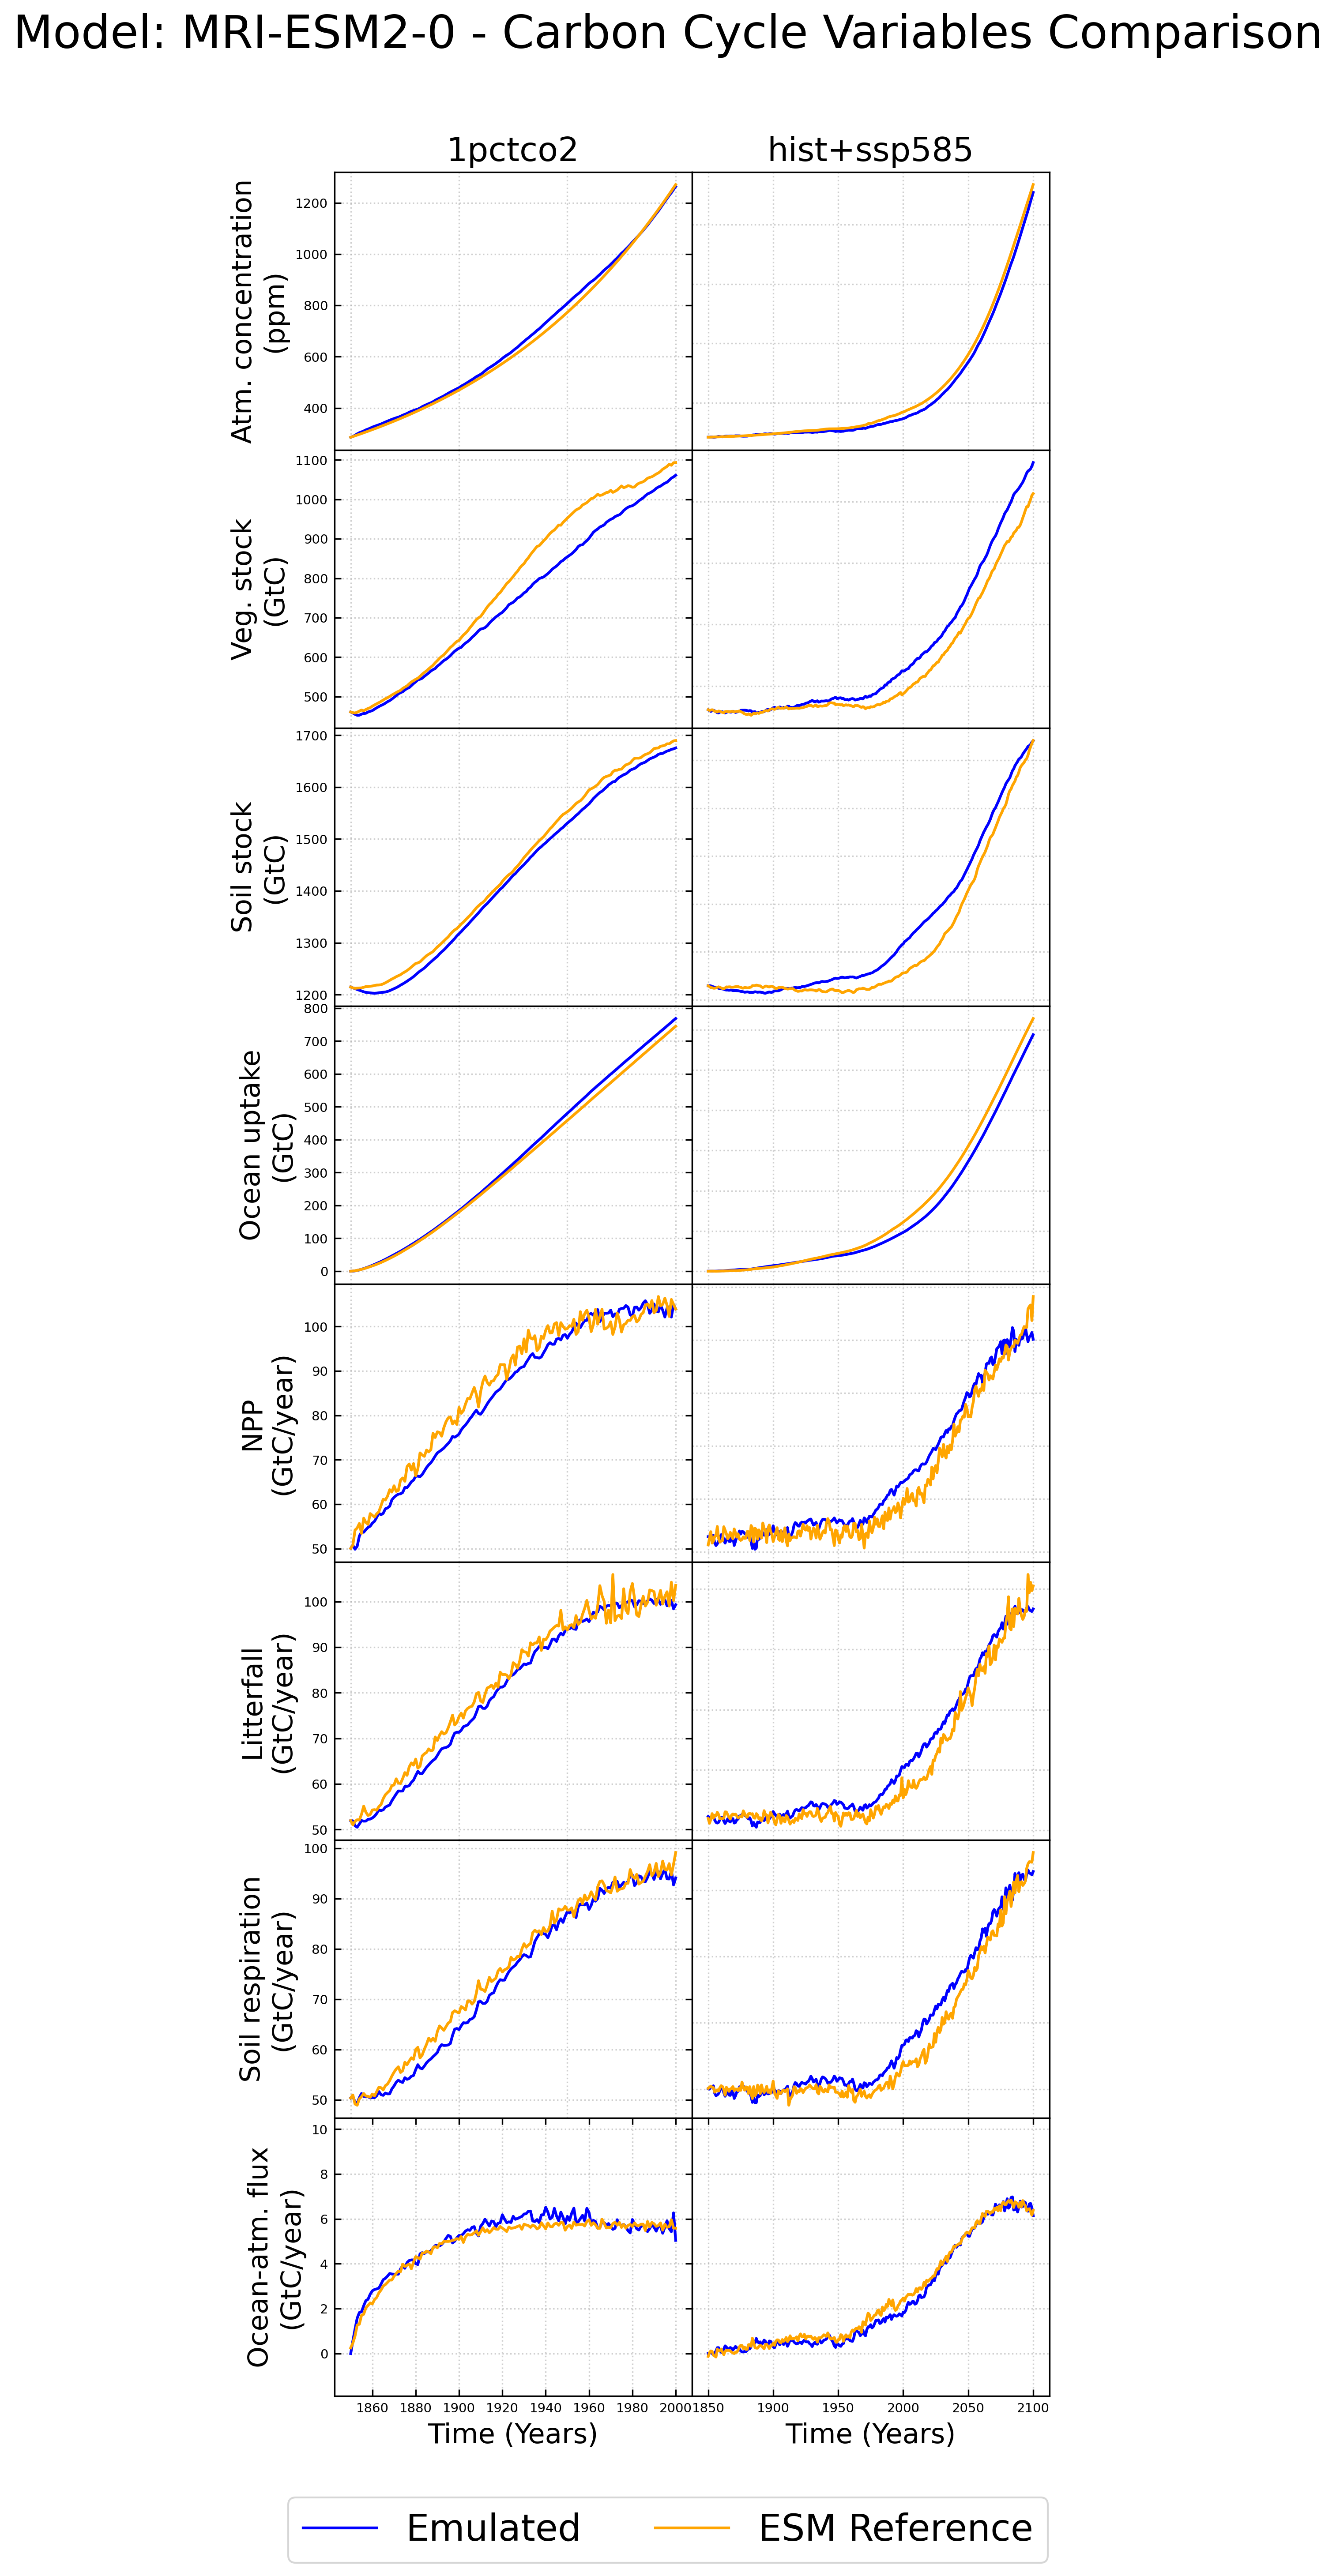 Model: MRI-ESM2-0 - Carbon Cycle Variables Comparison
1pctco2
hist+ssp585
Atm. concentration
(ppm)
1200
1000
800
600
400
Veg. stock
(GtC)
1100
1000
900
800
700
600
500
Soil stock
(GtC)
1700
1600
1500
1400
1300
1200
Ocean uptake
(GtC)
800
700
600
500
400
300
200
100
0
NPP
(GtC/year)
100
90
80
70
60
50
Litterfall
(GtC/year)
100
90
80
70
60
50
Soil respiration
(GtC/year)
100
90
80
70
60
50
Ocean-atm. flux
(GtC/year)
10
8
6
4
2
0
1860 1880 1900 1920 1940 1960 1980 2000
1850 1900 1950 2000 2050 2100
Time (Years)
Time (Years)
Emulated
ESM Reference